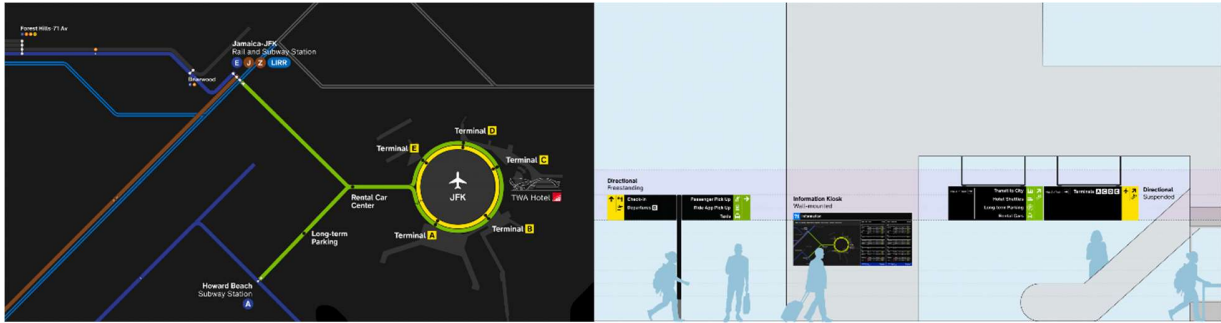 Forest Hills-71 Av
Briarwood
Jamaica-JFK
Rail and Subway Station
E J Z LIRR
Terminal D
Terminal E
Terminal C
JFK
TWA Hotel
Rental Car
Center
Terminal A
Terminal B
Long-term
Parking
Howard Beach
Subway Station
A
Directional
Freestanding
Check-in
Departures
Passenger Pick Up
Ride App Pick Up
Taxis
Information Kiosk
Wall-mounted
Information
Transit to City
Hotel Shuttles
Long term Parking
Rental Cars
Terminals A C D E
Directional
Suspended